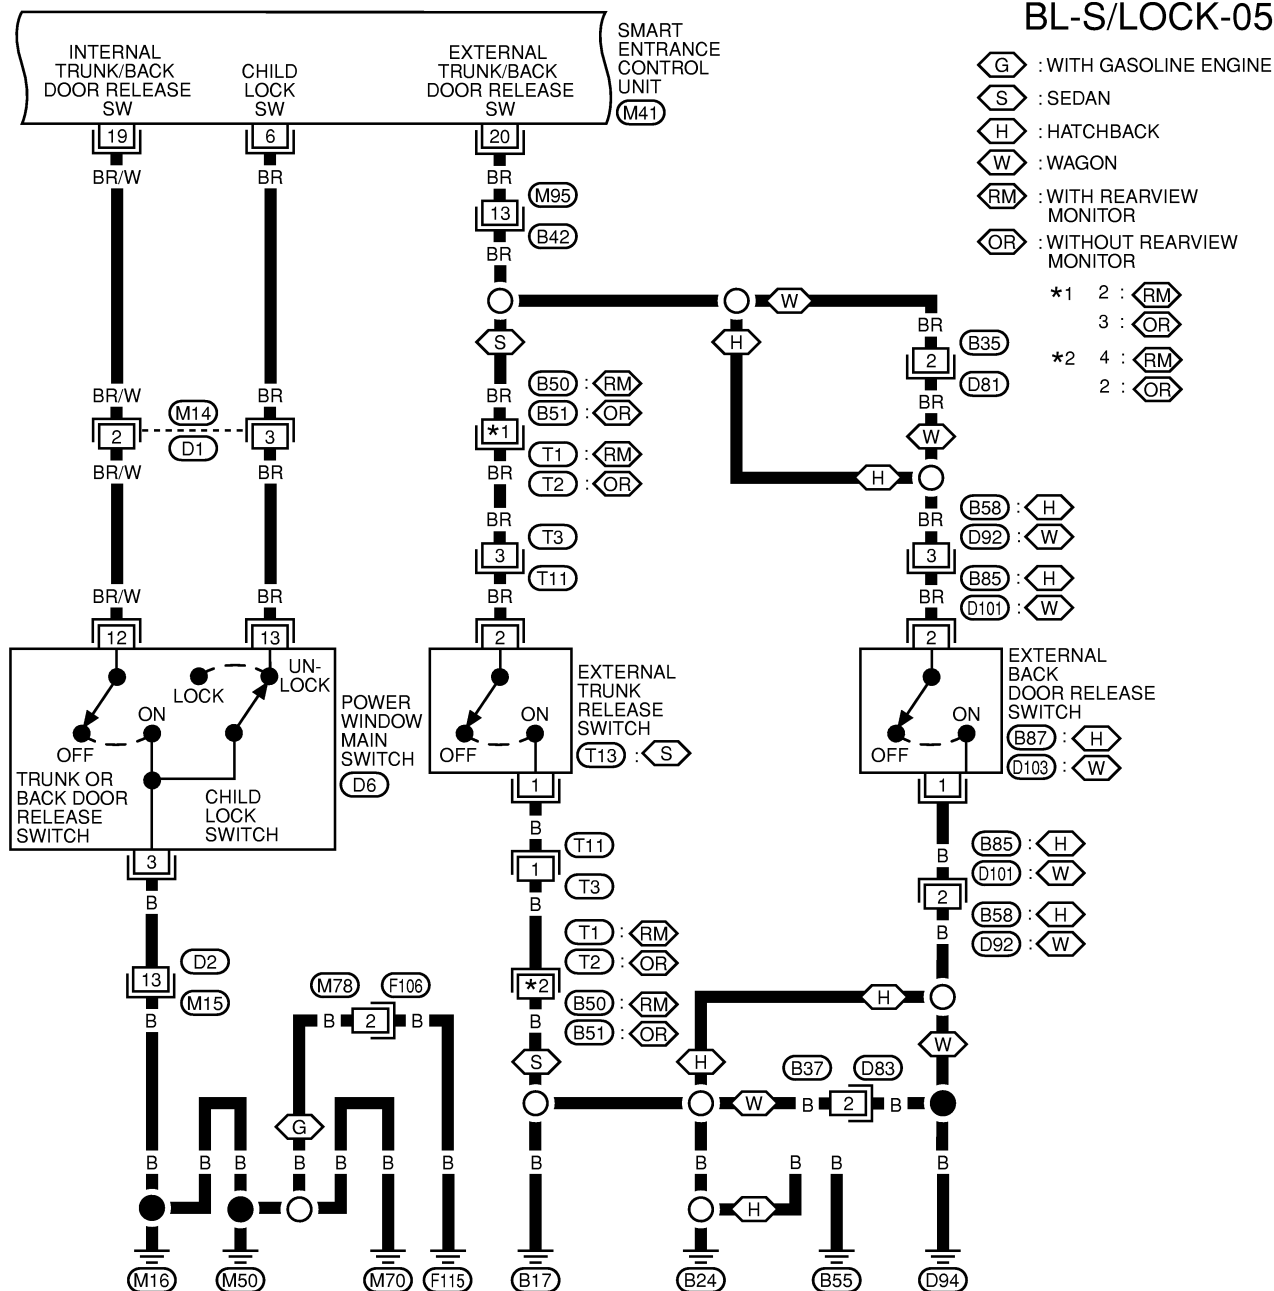 BL-S/LOCK-05
INTERNAL
TRUNK/BACK
DOOR RELEASE
SW
CHILD
LOCK
SW
EXTERNAL
TRUNK/BACK
DOOR RELEASE
SW
SMART
ENTRANCE
CONTROL
UNIT
M41
G : WITH GASOLINE ENGINE
S : SEDAN
H : HATCHBACK
W : WAGON
RM : WITH REARVIEW
MONITOR
OR : WITHOUT REARVIEW
MONITOR
*1 2 : RM
3 : OR
*2 4 : RM
2 : OR
19 6 20
BR/W BR BR
M95
13
B42
BR
W
S H
BR
B35
2
D81
BR
W
H
B50 : RM
B51 : OR
BR/W BR BR
*1
T1 : RM
T2 : OR
M14
2 3
D1
BR/W BR BR
B58 : H
D92 : W
BR BR
T3
3 3
T11
B85 : H
D101 : W
BR/W BR BR BR
12 13 2 2
UN-
LOCK
LOCK
ON
OFF
TRUNK OR
BACK DOOR
RELEASE
SWITCH
CHILD
LOCK
SWITCH
POWER
WINDOW
MAIN
SWITCH
D6
ON
OFF
EXTERNAL
TRUNK
RELEASE
SWITCH
T13 : S
ON
OFF
EXTERNAL
BACK
DOOR RELEASE
SWITCH
B87 : H
D103 : W
3 1 1
B B B
T11
1
T3
B
B85 : H
D101 : W
2
B58 : H
D92 : W
B
D2
13
M15
B
T1 : RM
T2 : OR
*2
B50 : RM
B51 : OR
B
M78 F106
B 2 B
H
S H W
B37 D83
W B 2 B
G
B B B B B B B B B B B B
H
M16 M50 M70 F115 B17 B24 B55 D94